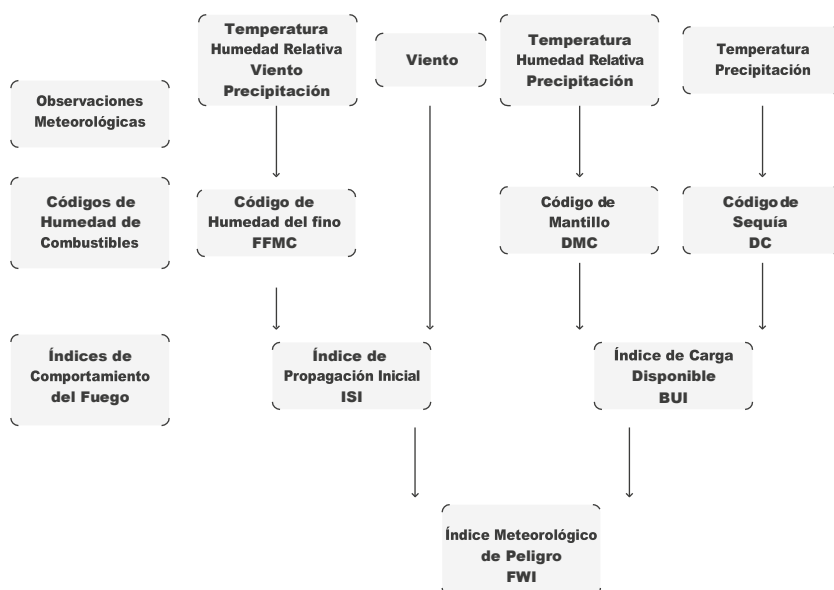 Observaciones
Meteorológicas
Temperatura
Humedad Relativa
Viento
Precipitación
Viento
Temperatura
Humedad Relativa
Precipitación
Temperatura
Precipitación
Códigos de
Humedad de
Combustibles
Código de
Humedad del fino
FFMC
Código de
Mantillo
DMC
Código de
Sequía
DC
Índices de
Comportamiento
del Fuego
Índice de
Propagación Inicial
ISI
Índice de Carga
Disponible
BUI
Índice Meteorológico
de Peligro
FWI